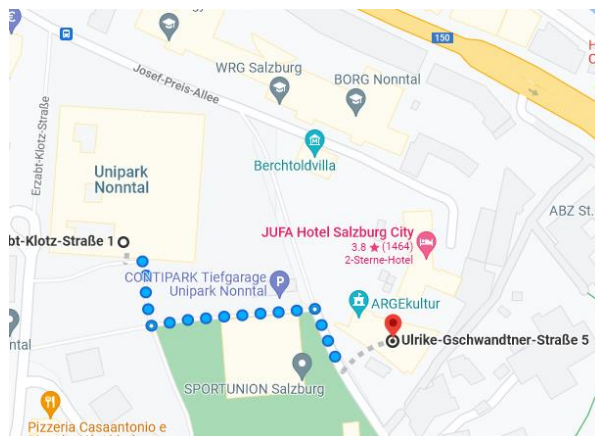 WRG Salzburg
BORG Nonntal
150
Josef-Preis-Allee
Erzabt-Klotz-Straße
Unipark
Nonntal
Berchtoldvilla
ABZ St.
JUFA Hotel Salzburg City
3.8 ★ (1464)
2-Sterne-Hotel
bt-Klotz-Straße 1
CONTIPARK Tiefgarage
Unipark Nonntal
P
ARGEkultur
Ulrike-Gschwandtner-Straße 5
ntal
SPORTUNION Salzburg
Pizzeria Casaantonio e